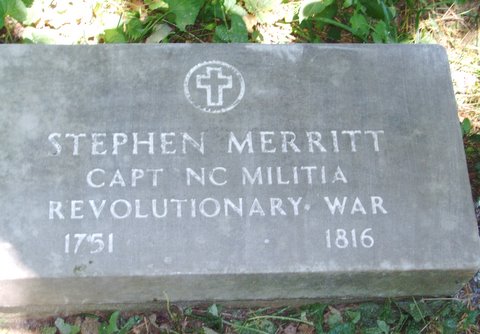 STEPHEN MERRITT
CAPT NC MILITIA
REVOLUTIONARY WAR
1751 1816